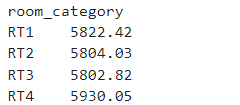 room_category
RT1    5822.42
RT2    5804.03
RT3    5802.82
RT4    5930.05